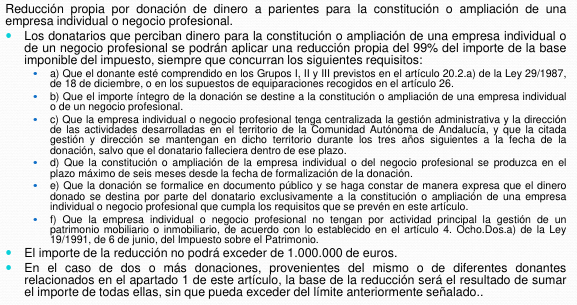 Reducción propia por donación de dinero a parientes para la constitución o ampliación de una
empresa individual o negocio profesional.
Los donatarios que perciban dinero para la constitución o ampliación de una empresa individual o
de un negocio profesional se podrán aplicar una reducción propia del 99% del importe de la base
imponible del impuesto, siempre que concurran los siguientes requisitos:
a) Que el donante esté comprendido en los Grupos I, II y III previstos en el artículo 20.2.a) de la Ley 29/1987,
de 18 de diciembre, o en los supuestos de equiparaciones recogidos en el artículo 26.
b) Que el importe íntegro de la donación se destine a la constitución o ampliación de una empresa individual
o de un negocio profesional.
c) Que la empresa individual o negocio profesional tenga centralizada la gestión administrativa y la dirección
de las actividades desarrolladas en el territorio de la Comunidad Autónoma de Andalucía, y que la citada
gestión y dirección se mantengan en dicho territorio durante los tres años siguientes a la fecha de la
donación, salvo que el donatario falleciera dentro de ese plazo.
d) Que la constitución o ampliación de la empresa individual o del negocio profesional se produzca en el
plazo máximo de seis meses desde la fecha de formalización de la donación.
e) Que la donación se formalice en documento público y se haga constar de manera expresa que el dinero
donado se destina por parte del donatario exclusivamente a la constitución o ampliación de una empresa
individual o negocio profesional que cumpla los requisitos que se prevén en este artículo.
f) Que la empresa individual o negocio profesional no tengan por actividad principal la gestión de un
patrimonio mobiliario o inmobiliario, de acuerdo con lo establecido en el artículo 4. Ocho.Dos.a) de la Ley
19/1991, de 6 de junio, del Impuesto sobre el Patrimonio.
El importe de la reducción no podrá exceder de 1.000.000 de euros.
En el caso de dos o más donaciones, provenientes del mismo o de diferentes donantes
relacionados en el apartado 1 de este artículo, la base de la reducción será el resultado de sumar
el importe de todas ellas, sin que pueda exceder del límite anteriormente señalado..